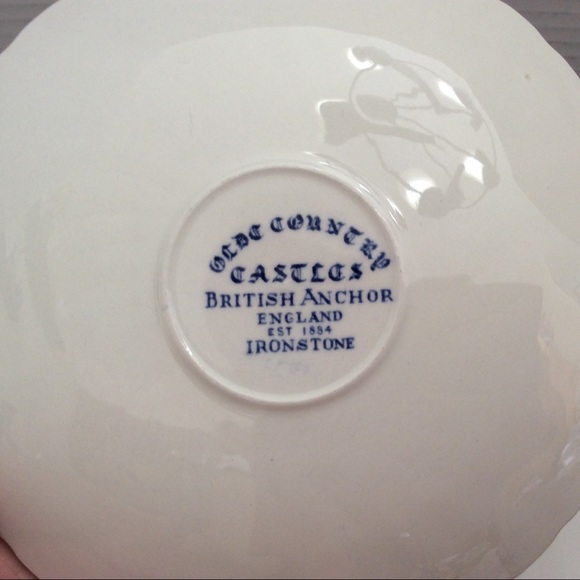 OLDE COUNTRY
CASTLES
BRITISH ANCHOR
ENGLAND
EST 1884
IRONSTONE